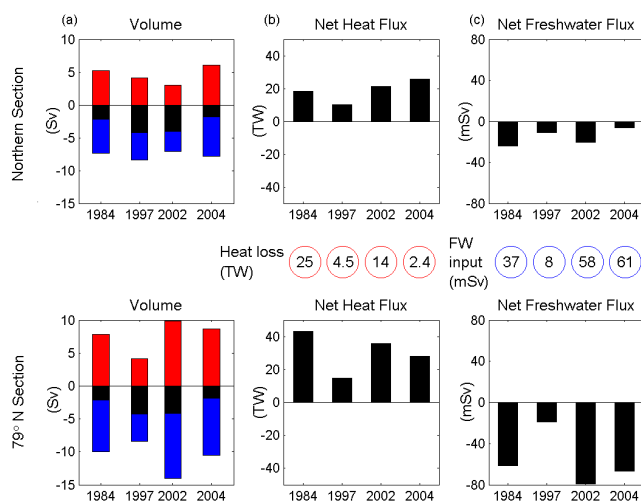 (a) Volume
(b) Net Heat Flux
(c) Net Freshwater Flux
Northern Section
10
5
0
-5
-10
-15
(Sv)
1984 1997 2002 2004
40
20
0
-20
-40
(TW)
1984 1997 2002 2004
80
40
0
-40
-80
(mSv)
1984 1997 2002 2004
Heat loss
(TW)
25 4.5 14 2.4
FW
input
(mSv)
37 8 58 61
Volume
Net Heat Flux
Net Freshwater Flux
79° N Section
10
5
0
-5
-10
-15
(Sv)
1984 1997 2002 2004
40
20
0
-20
-40
(TW)
1984 1997 2002 2004
80
40
0
-40
-80
(mSv)
1984 1997 2002 2004